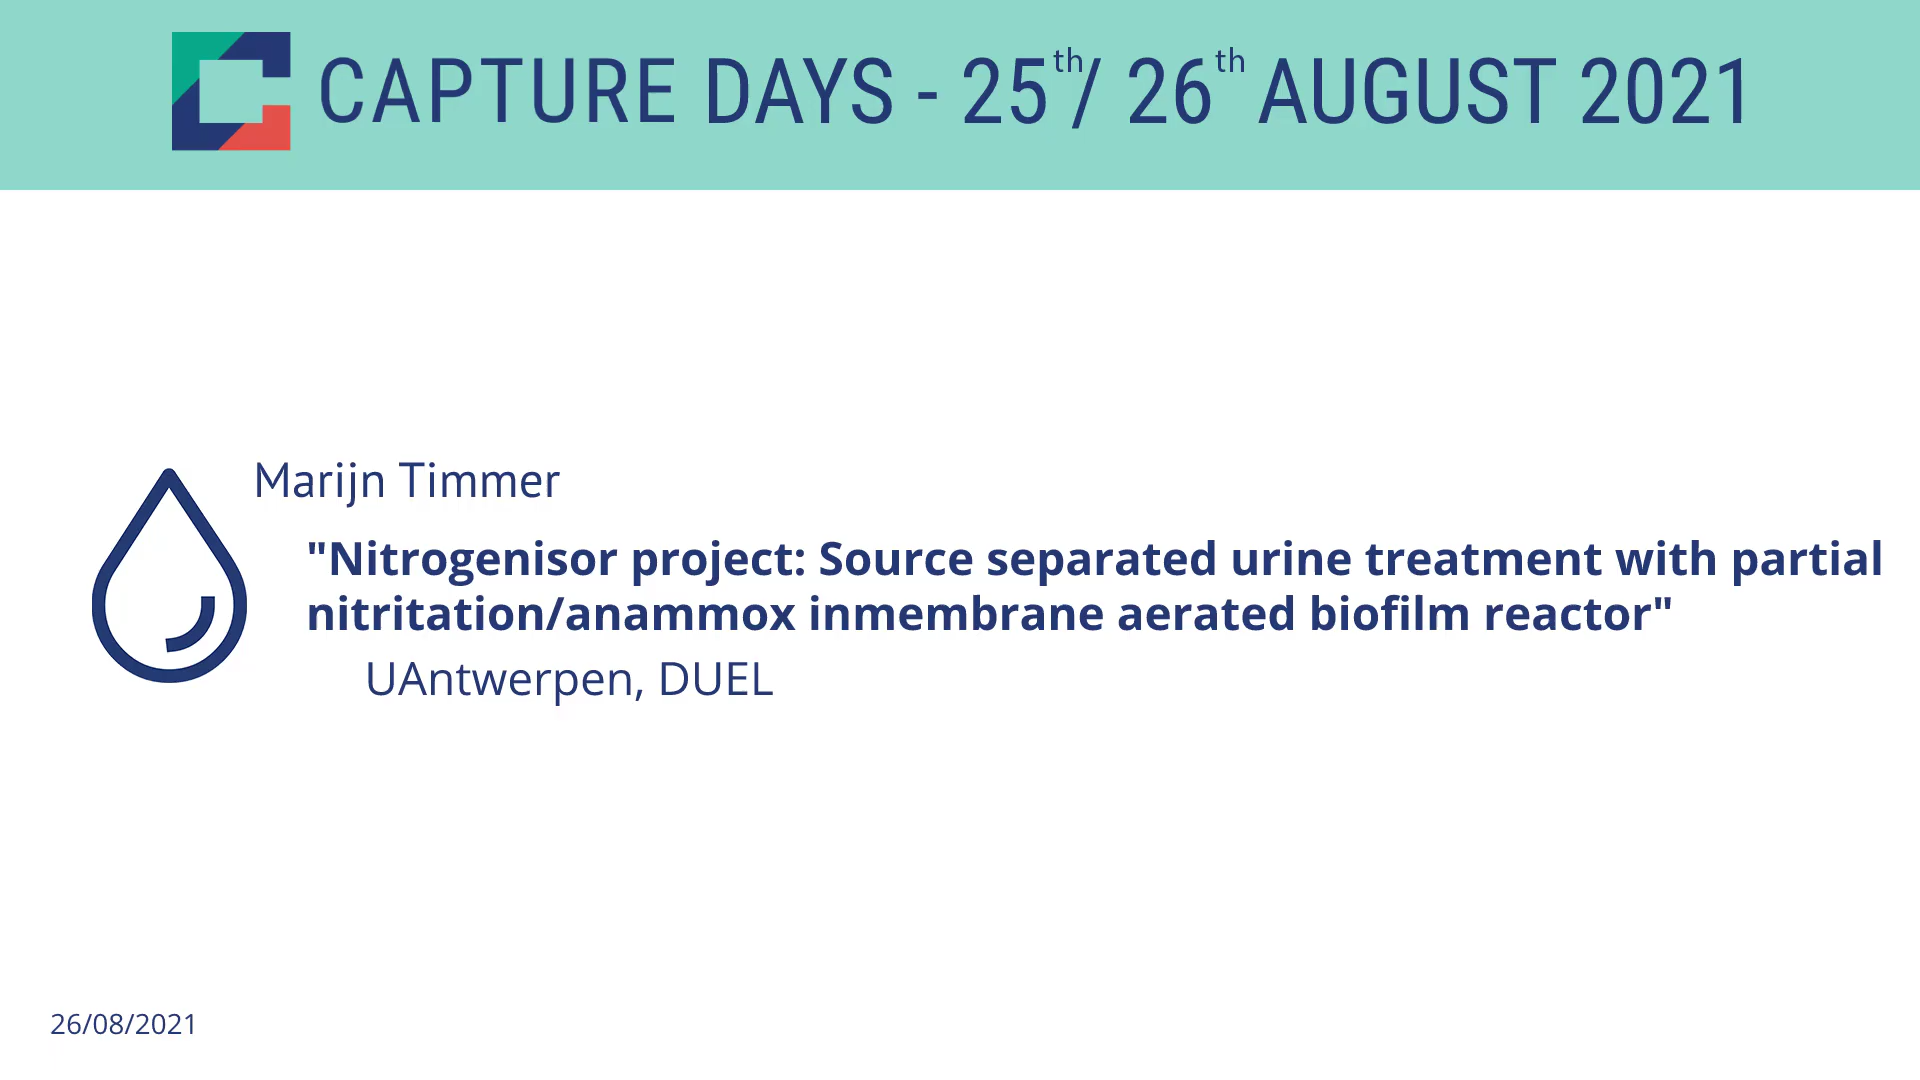 CAPTURE DAYS - 25th/ 26th AUGUST 2021
Marijn Timmer
"Nitrogenisor project: Source separated urine treatment with partial
nitritation/anammox inmembrane aerated biofilm reactor"
UAntwerpen, DUEL
26/08/2021